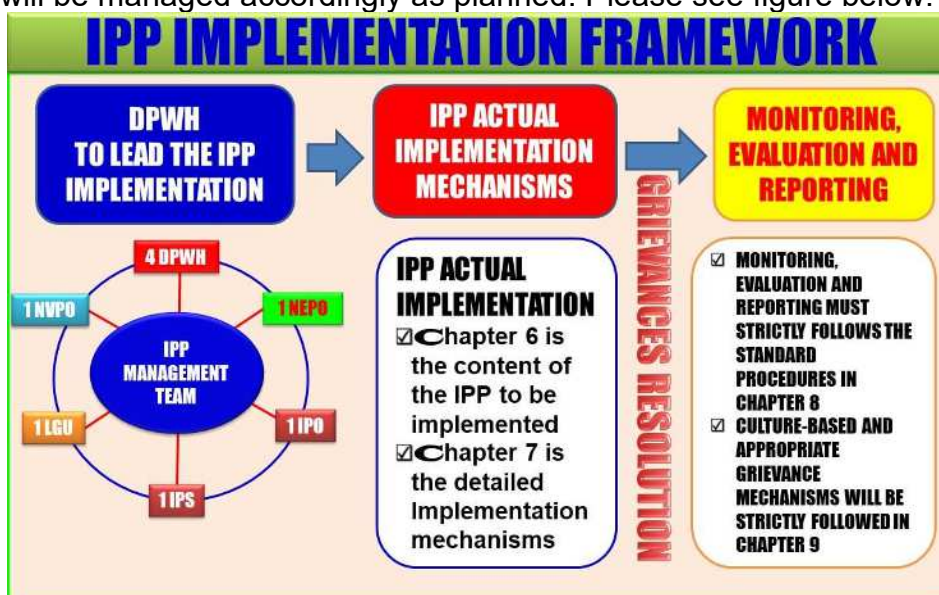 will be managed accordingly as planned. Please see figure below.
IPP IMPLEMENTATION FRAMEWORK
DPWH
TO LEAD THE IPP
IMPLEMENTATION
IPP ACTUAL
IMPLEMENTATION
MECHANISMS
MONITORING,
EVALUATION AND
REPORTING
GRIEVANCES RESOLUTION
4 DPWH
1 NVPO
1 NEPO
IPP
MANAGEMENT
TEAM
1 LGU
1 IPO
1 IPS
IPP ACTUAL
IMPLEMENTATION
☑Chapter 6 is
the content of
the IPP to be
implemented
☑Chapter 7 is
the detailed
Implementation
mechanisms
☑ MONITORING,
EVALUATION AND
REPORTING MUST
STRICTLY FOLLOWS THE
STANDARD
PROCEDURES IN
CHAPTER 8
☑ CULTURE-BASED AND
APPROPRIATE
GRIEVANCE
MECHANISMS WILL BE
STRICTLY FOLLOWED IN
CHAPTER 9